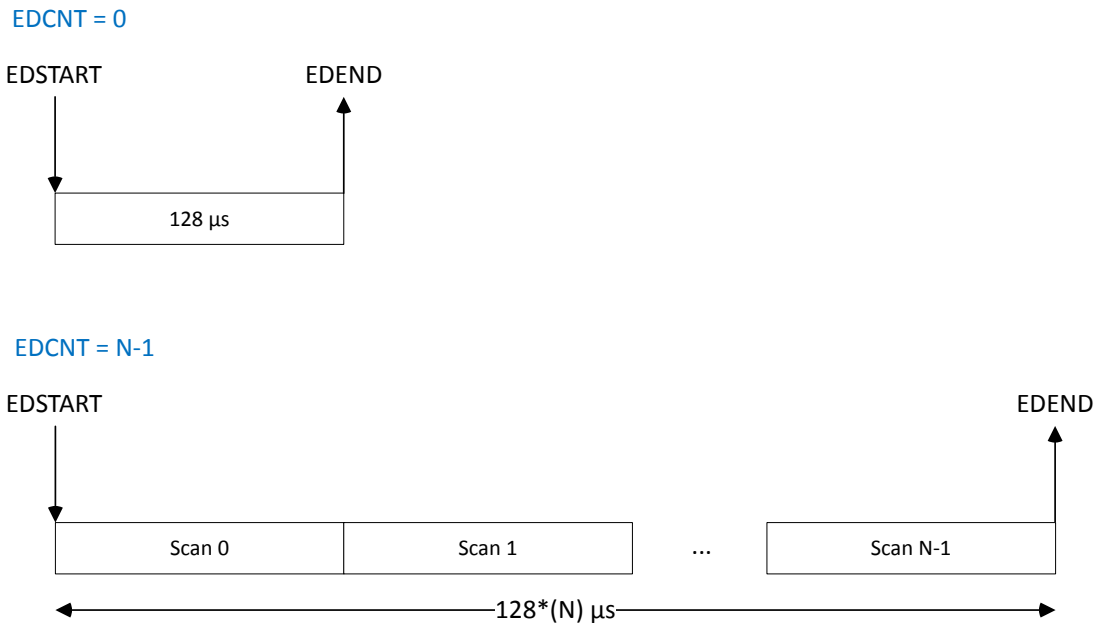 EDCNT = 0
EDSTART EDEND
128 µs
EDCNT = N-1
EDSTART EDEND
Scan 0 Scan 1 ... Scan N-1
128*(N) µs